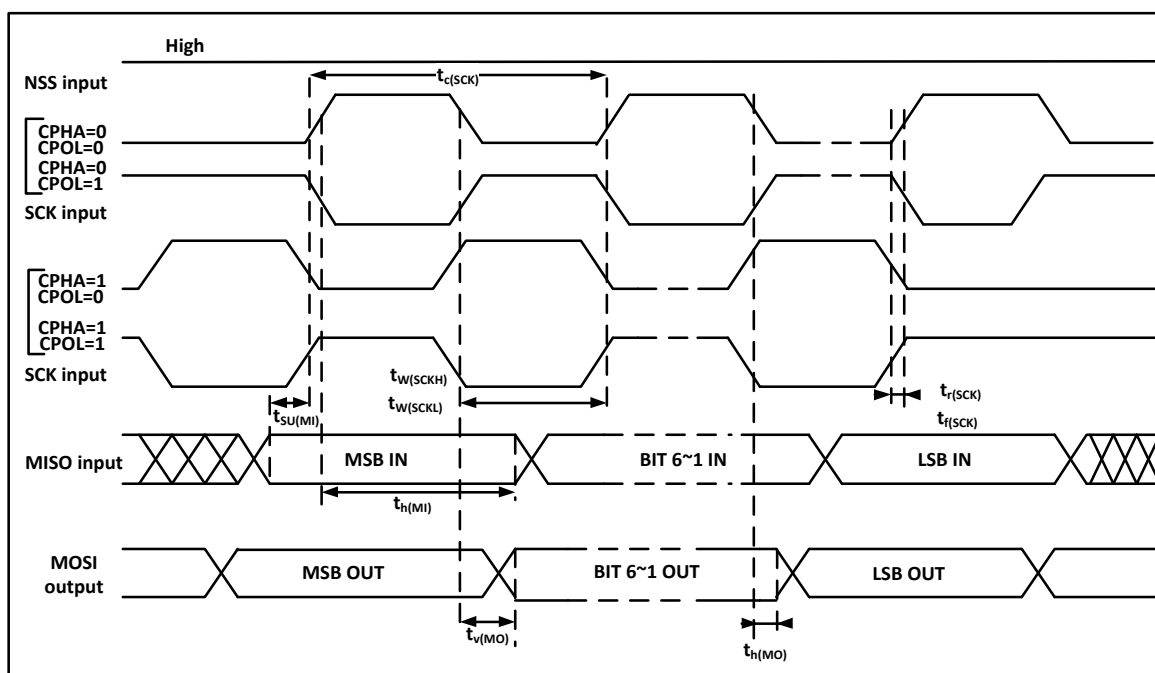 High
NSS input
t_c(SCK)
CPHA=0
CPOL=0
CPHA=0
CPOL=1
SCK input
CPHA=1
CPOL=0
CPHA=1
CPOL=1
SCK input
t_W(SCKH)
t_W(SCKL)
t_r(SCK)
t_f(SCK)
t_SU(MI)
MISO input
MSB IN
BIT 6~1 IN
LSB IN
t_h(MI)
MOSI
output
MSB OUT
BIT 6~1 OUT
LSB OUT
t_v(MO)
t_h(MO)